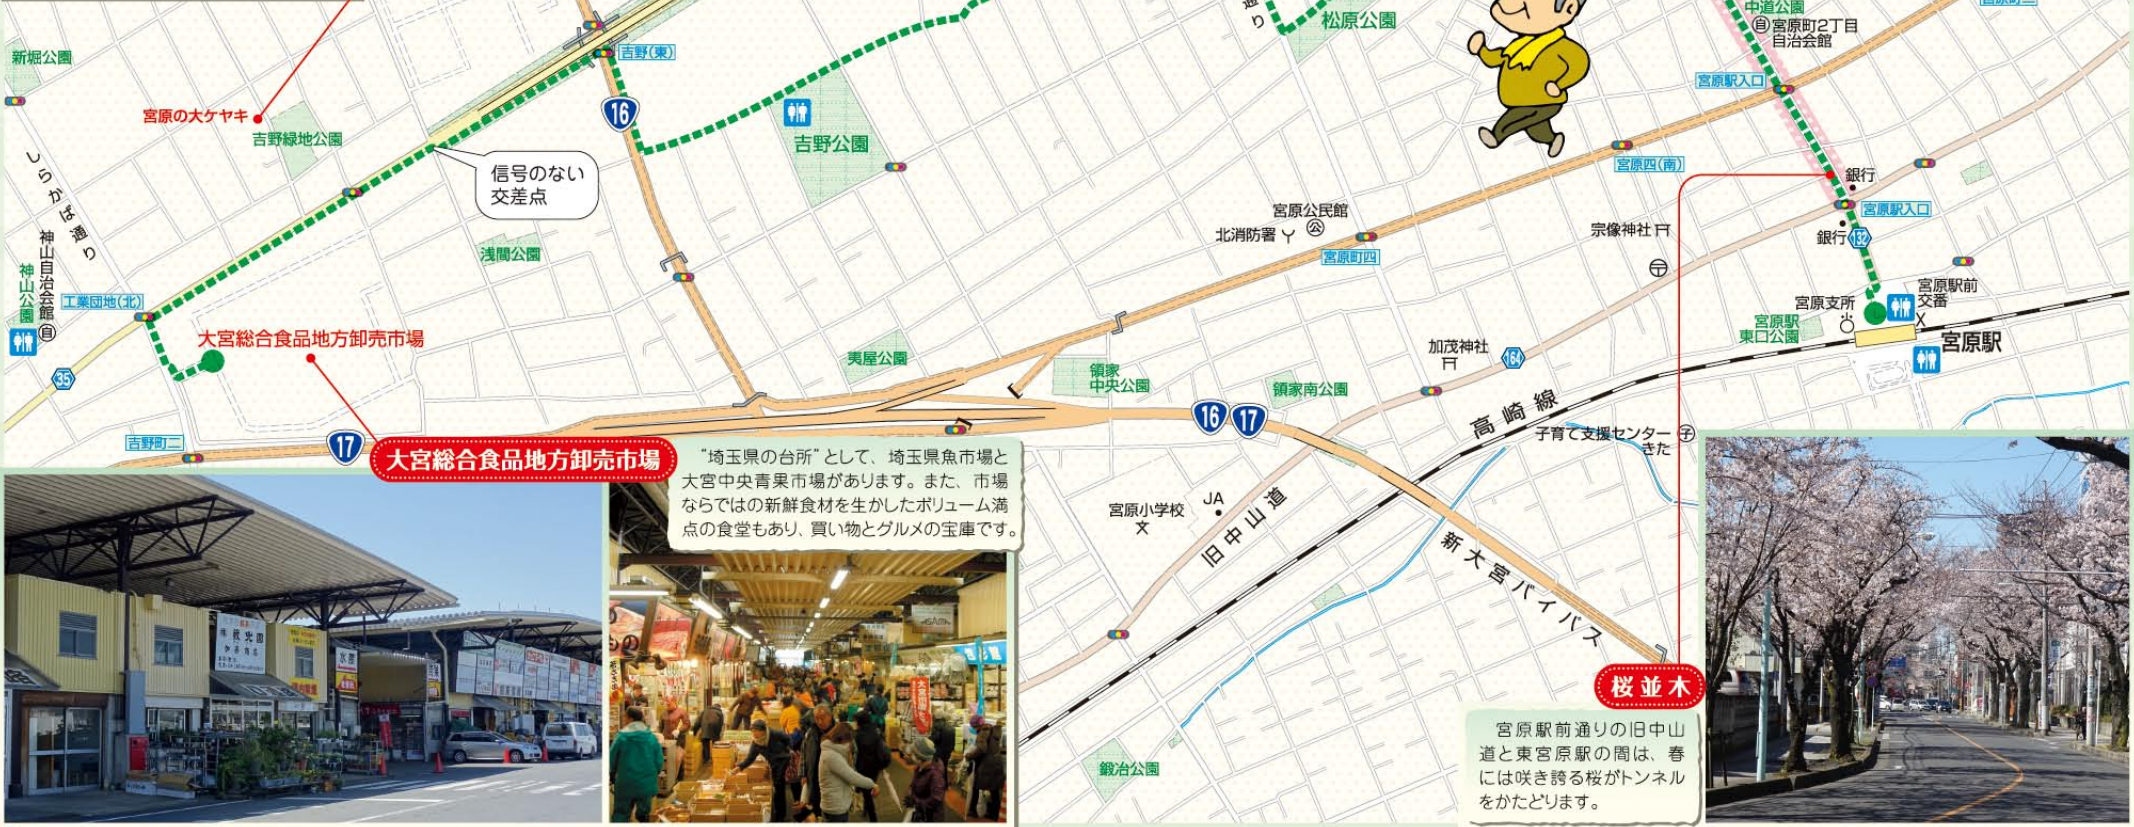 新堀公園
宮原の大ケヤキ
吉野緑地公園
しらかば通り
神山自治会館
自
神山公園
工業団地(北)
大宮総合食品地方卸売市場
35
吉野町二
17
吉野(東)
16
信号のない
交差点
浅間公園
吉野公園
通り
松原公園
中道公園
自
宮原町2丁目
自治会館
宮原駅入口
宮原四(南)
銀行
宮原駅入口
銀行
132
宮原公民館
公
北消防署
宮原町四
宗像神社
宮原支所
宮原駅前
交番
宮原駅
東口公園
宮原駅
加茂神社
164
夷屋公園
領家
中央公園
領家南公園
16
17
高崎線
子育て支援センター
きた
子
宮原小学校
文
JA
旧中山道
新大宮バイパス
鍛冶公園
大宮総合食品地方卸売市場
“埼玉県の台所”として、埼玉県魚市場と
大宮中央青果市場があります。また、市場
ならではの新鮮食材を生かしたボリューム満
点の食堂もあり、買い物とグルメの宝庫です。
桜並木
宮原駅前通りの旧中山
道と東宮原駅の間は、春
には咲き誇る桜がトンネル
をかたどります。